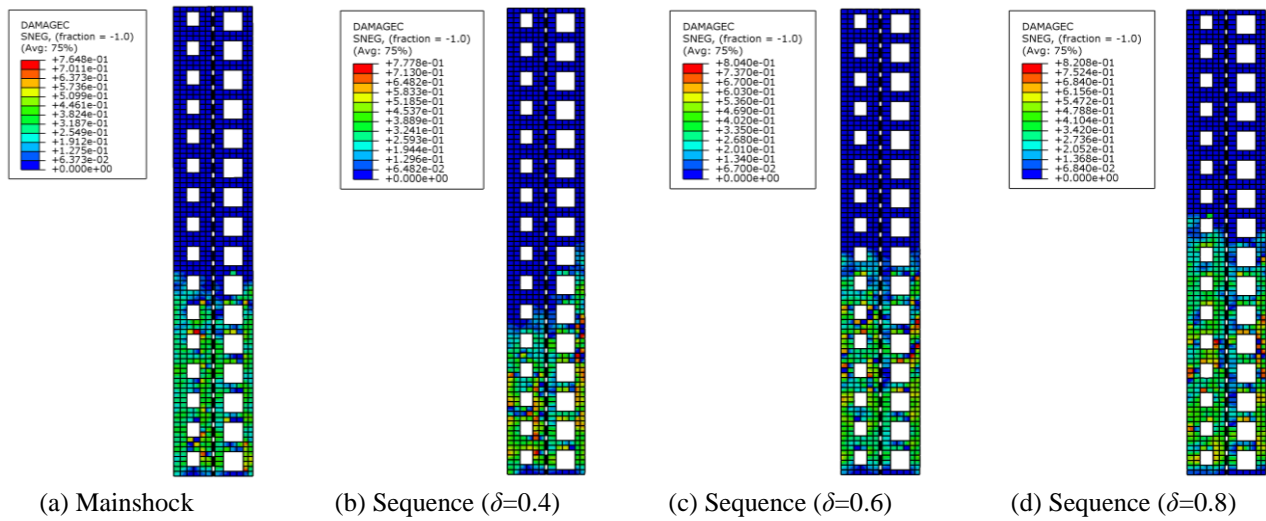 DAMAGEC
SNEG, (fraction = -1.0)
(Avg: 75%)
+7.648e-01
+7.011e-01
+6.373e-01
+5.736e-01
+5.099e-01
+4.461e-01
+3.824e-01
+3.187e-01
+2.549e-01
+1.912e-01
+1.275e-01
+6.373e-02
+0.000e+00
(a) Mainshock
DAMAGEC
SNEG, (fraction = -1.0)
(Avg: 75%)
+7.778e-01
+7.130e-01
+6.482e-01
+5.833e-01
+5.185e-01
+4.537e-01
+3.889e-01
+3.241e-01
+2.593e-01
+1.944e-01
+1.296e-01
+6.482e-02
+0.000e+00
(b) Sequence (δ=0.4)
DAMAGEC
SNEG, (fraction = -1.0)
(Avg: 75%)
+8.040e-01
+7.370e-01
+6.700e-01
+6.030e-01
+5.360e-01
+4.690e-01
+4.020e-01
+3.350e-01
+2.680e-01
+2.010e-01
+1.340e-01
+6.700e-02
+0.000e+00
(c) Sequence (δ=0.6)
DAMAGEC
SNEG, (fraction = -1.0)
(Avg: 75%)
+8.208e-01
+7.524e-01
+6.840e-01
+6.156e-01
+5.472e-01
+4.788e-01
+4.104e-01
+3.420e-01
+2.736e-01
+2.052e-01
+1.368e-01
+6.840e-02
+0.000e+00
(d) Sequence (δ=0.8)